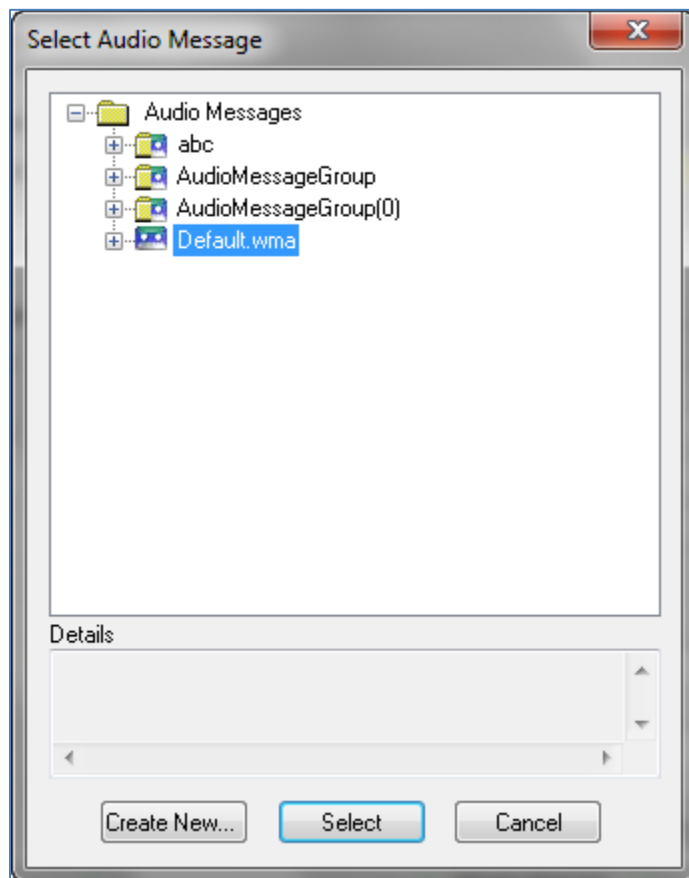 Select Audio Message
Audio Messages
abc
AudioMessageGroup
AudioMessageGroup(0)
Default.wma
Details
Create New... Select Cancel